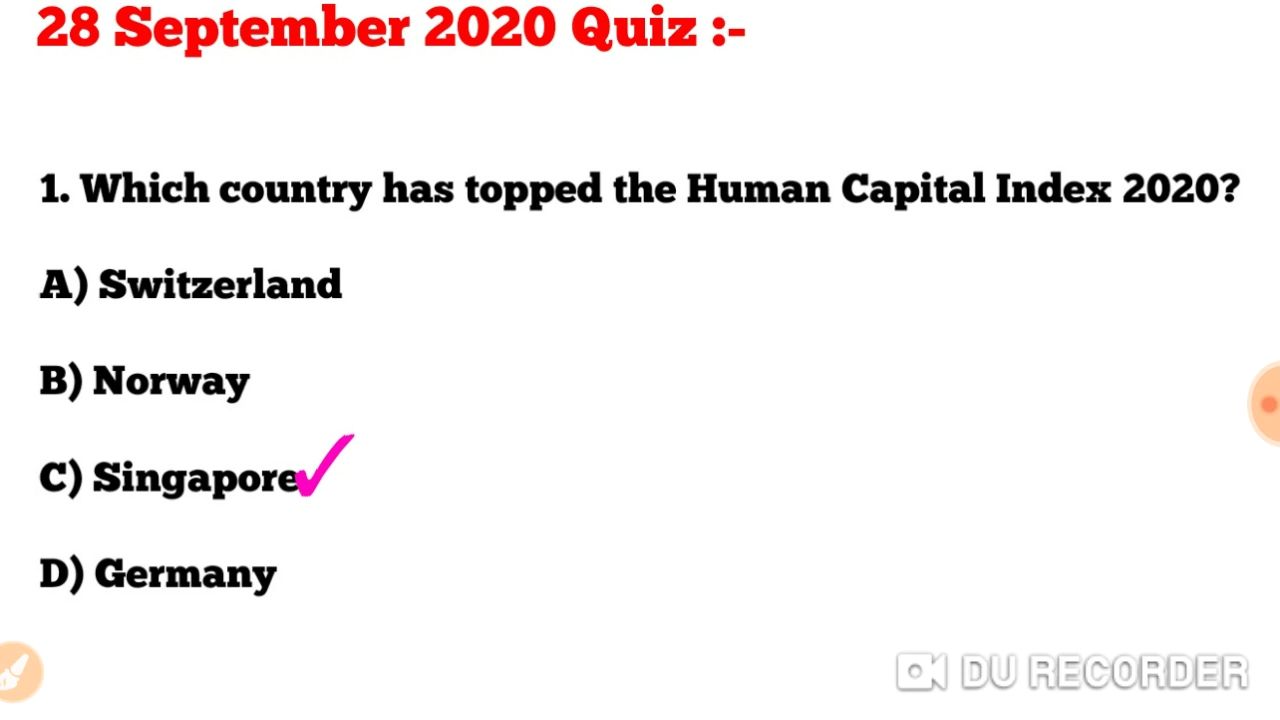 28 September 2020 Quiz :-
1. Which country has topped the Human Capital Index 2020?
A) Switzerland
B) Norway
C) Singapore
D) Germany
DU RECORDER